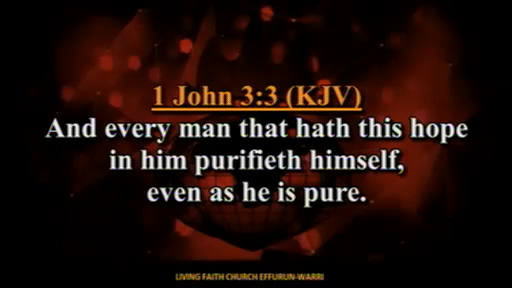 1 John 3:3 (KJV)
And every man that hath this hope
in him purifieth himself,
even as he is pure.
LIVING FAITH CHURCH EFFURUN-WARRI